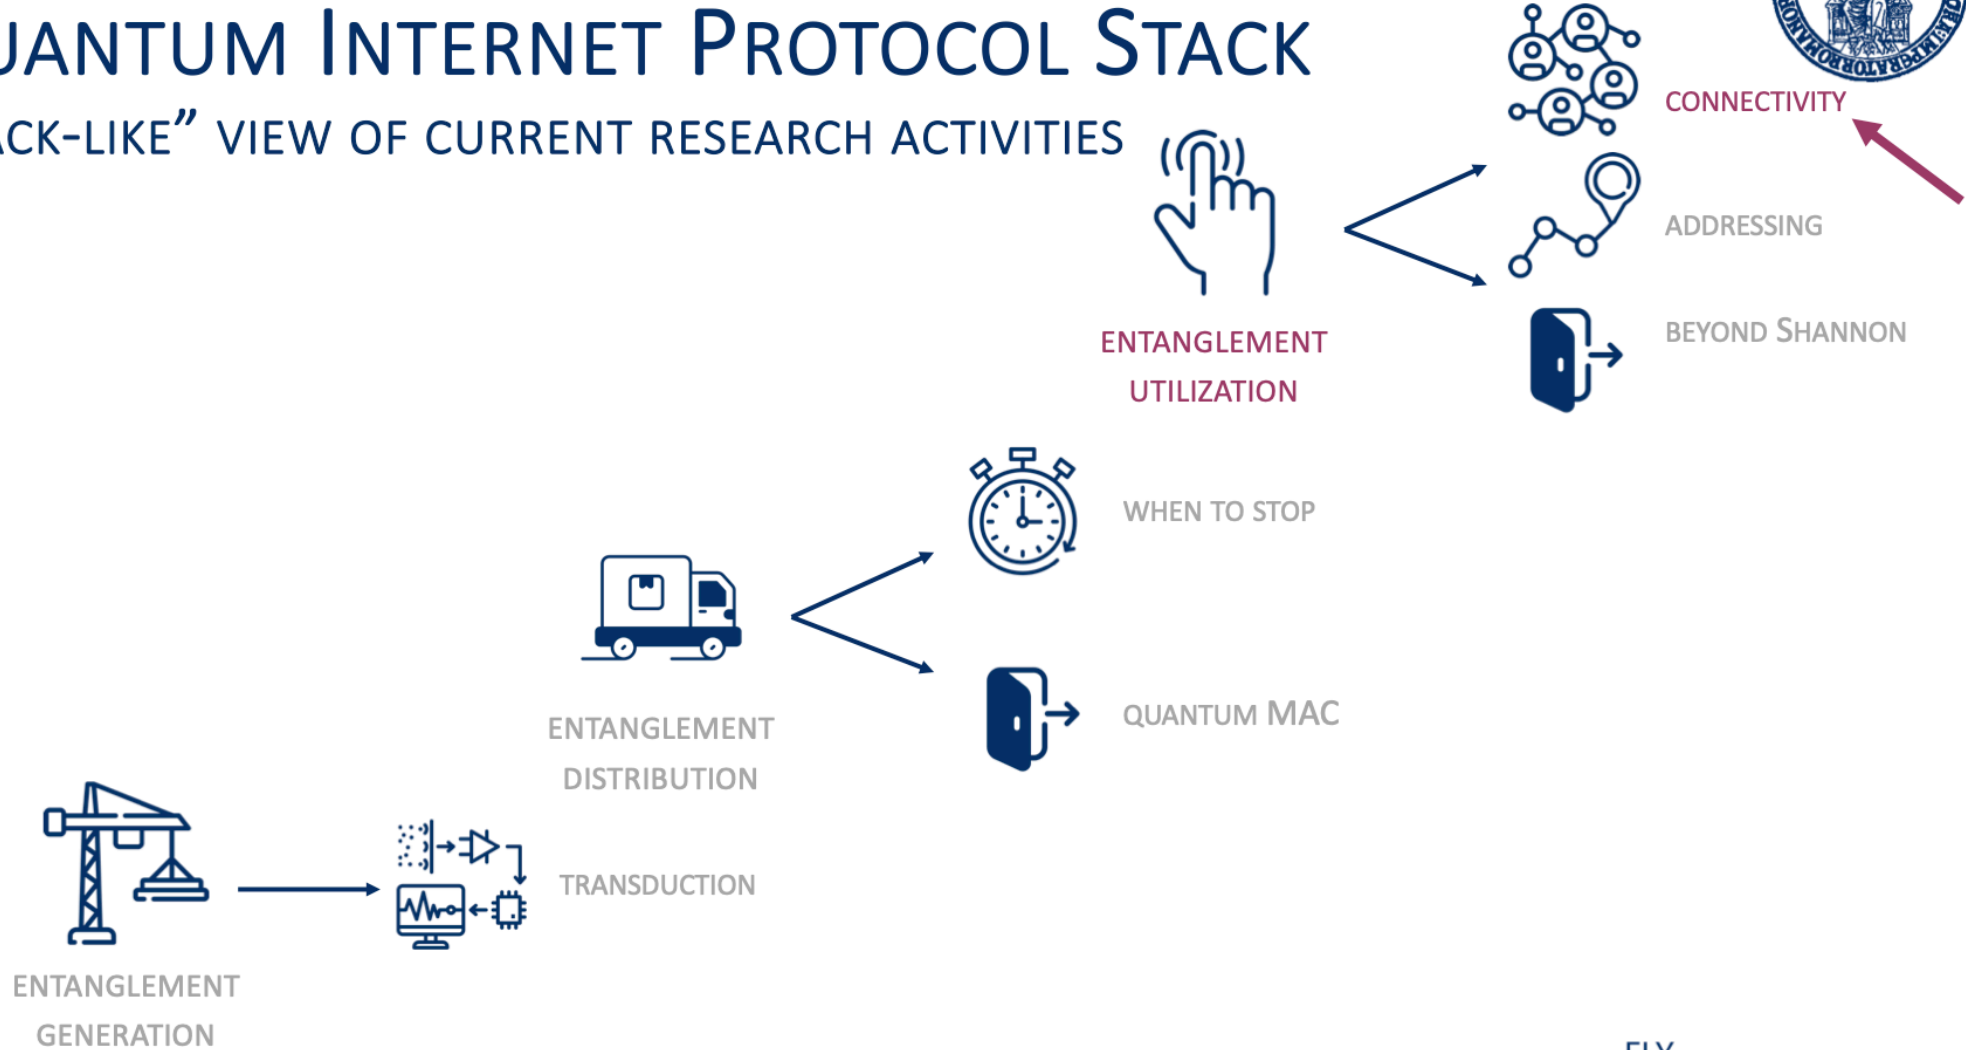 UANTUM INTERNET PROTOCOL STACK
ACK-LIKE” VIEW OF CURRENT RESEARCH ACTIVITIES
CONNECTIVITY
ADDRESSING
BEYOND SHANNON
ENTANGLEMENT
UTILIZATION
WHEN TO STOP
QUANTUM MAC
ENTANGLEMENT
DISTRIBUTION
TRANSDUCTION
ENTANGLEMENT
GENERATION